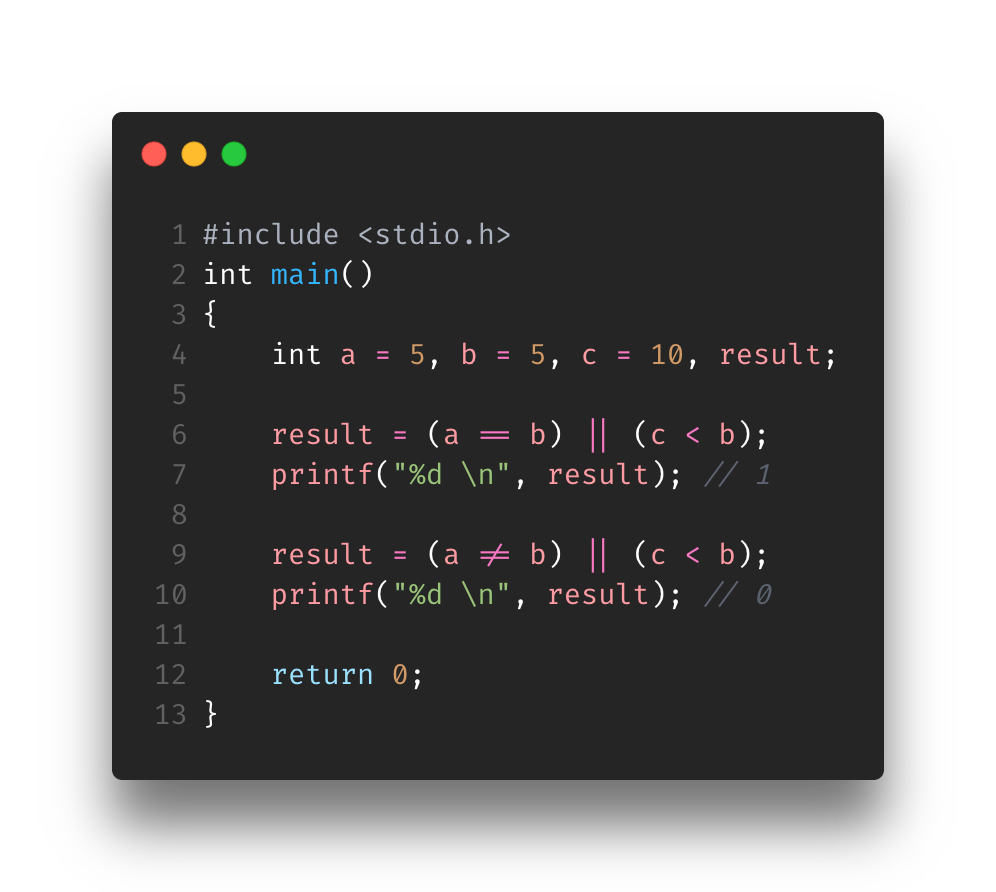 1 #include <stdio.h>
2 int main()
3 {
4     int a = 5, b = 5, c = 10, result;
5
6     result = (a == b) || (c < b);
7     printf("%d \n", result); // 1
8
9     result = (a != b) || (c < b);
10     printf("%d \n", result); // 0
11
12     return 0;
13 }